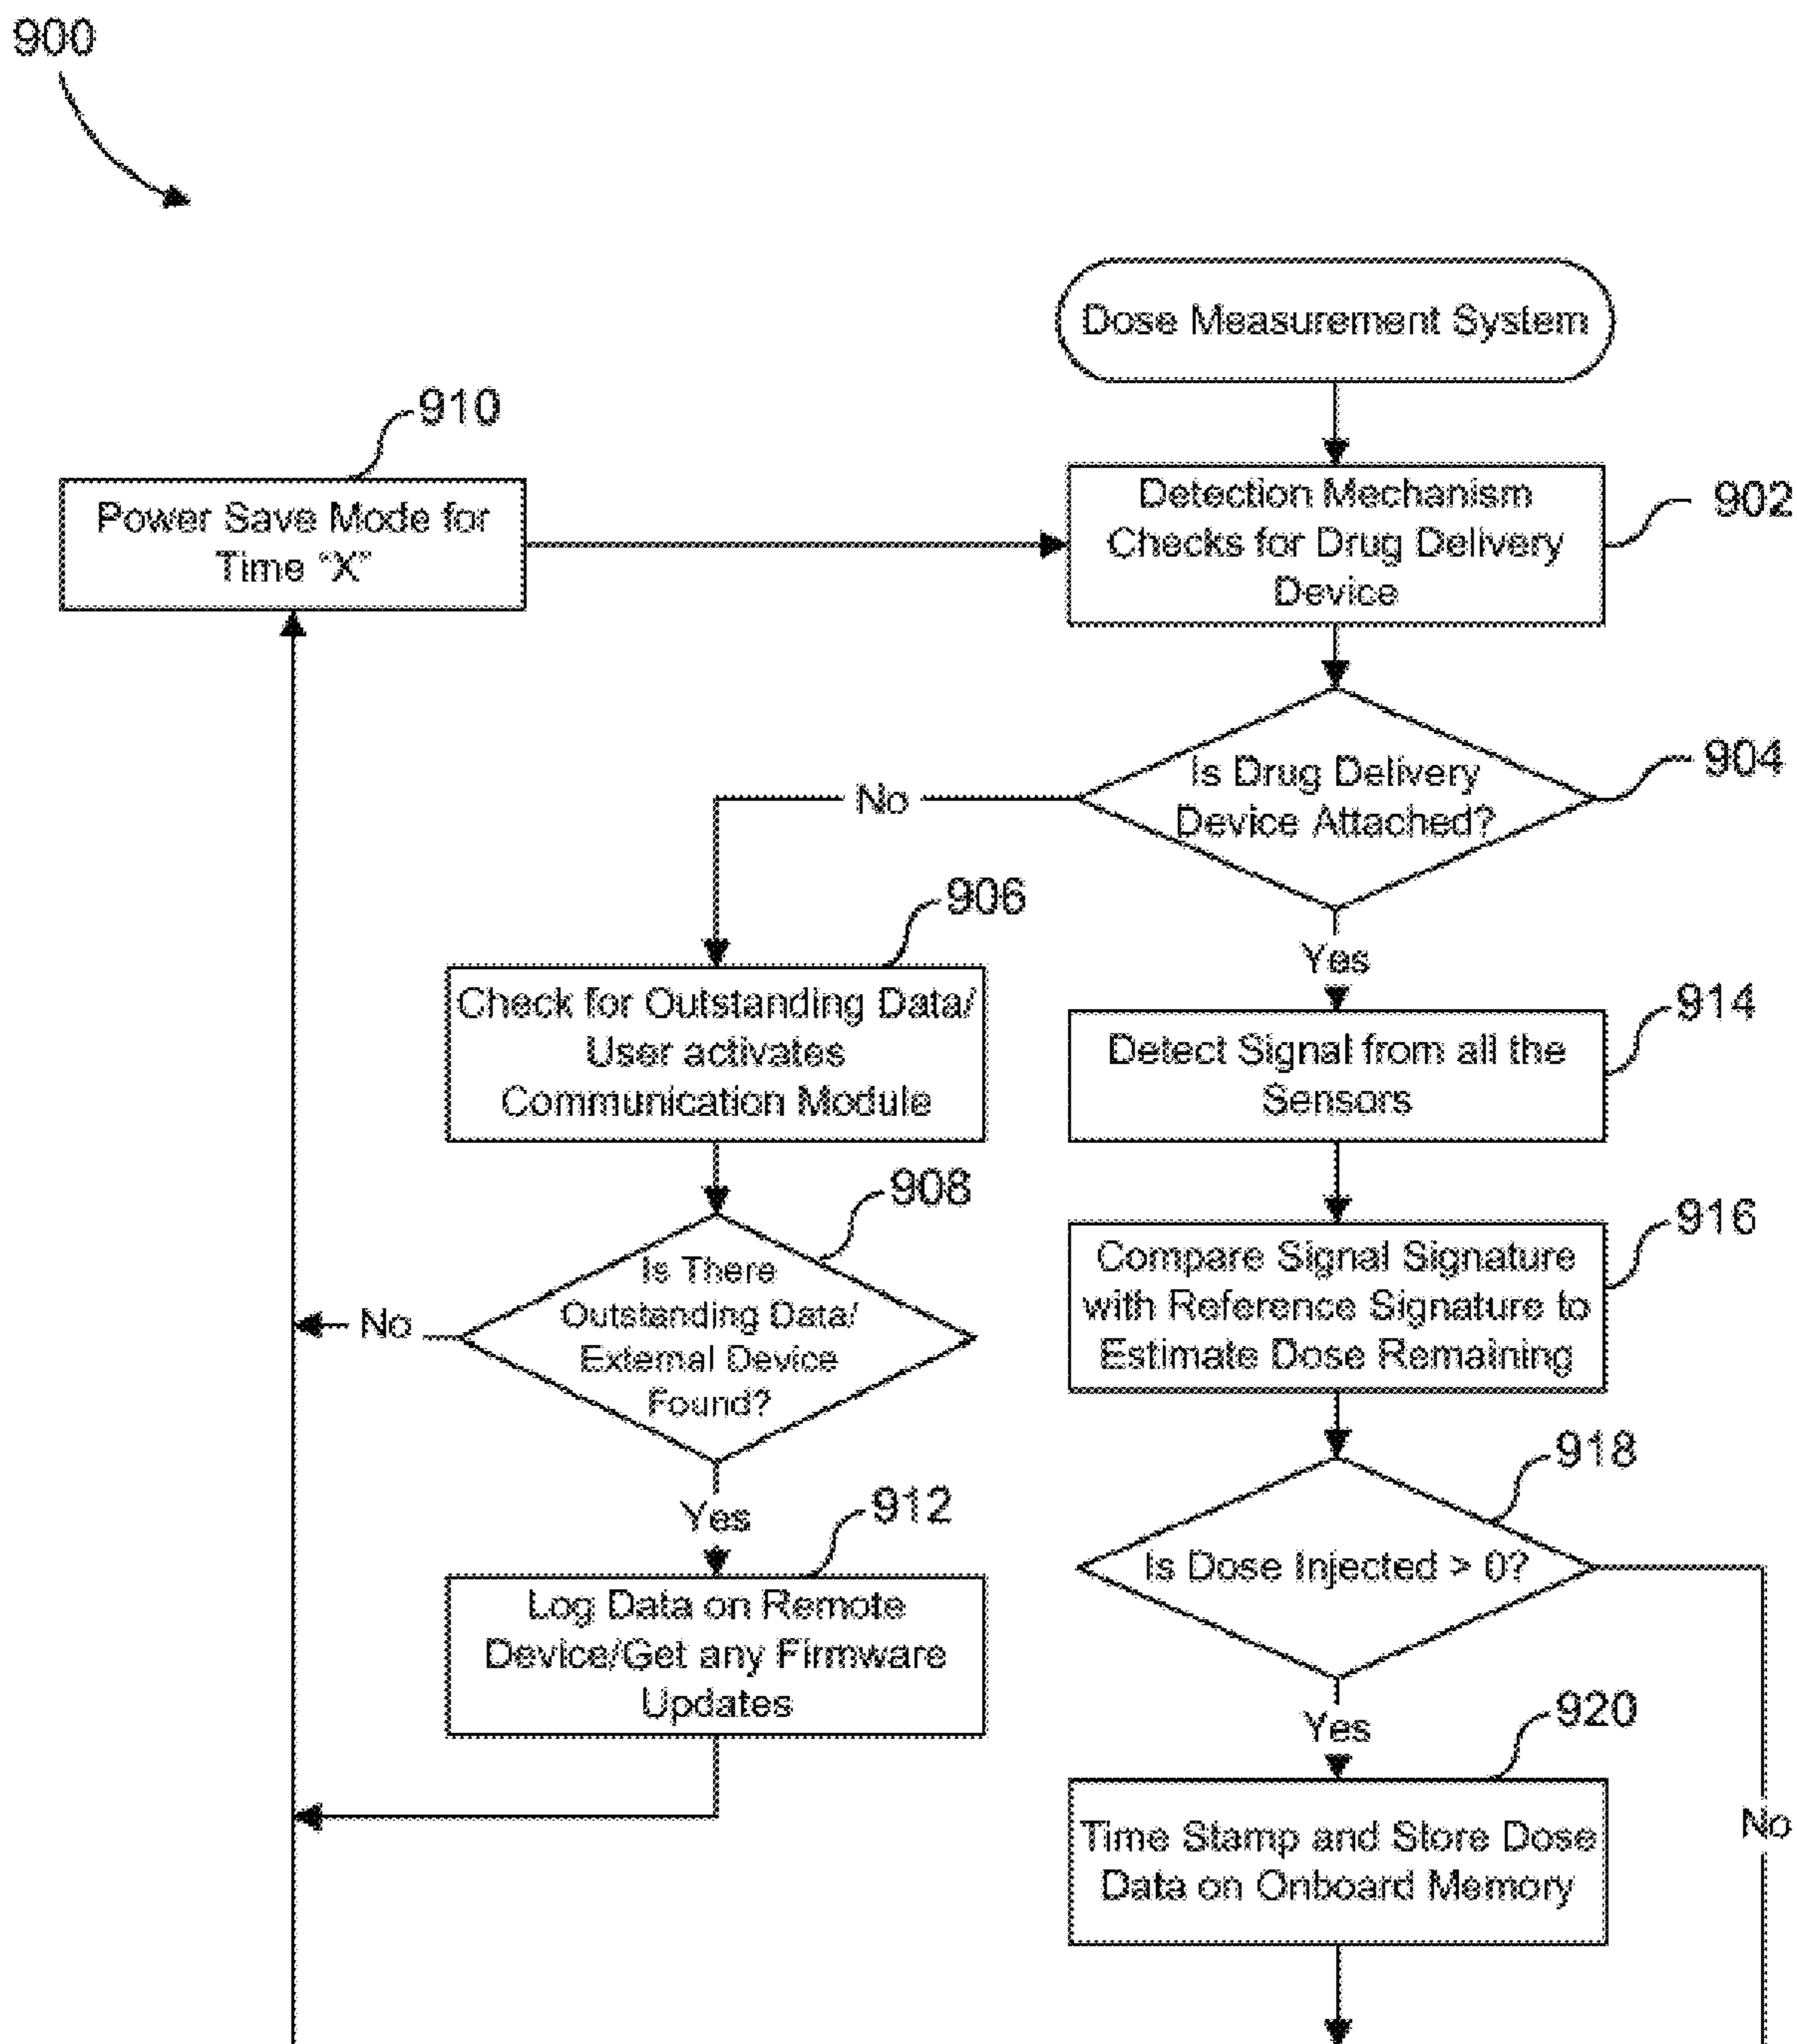 900
Dose Measurement System
910
Power Save Mode for
Time “X”
Detection Mechanism
Checks for Drug Delivery
Device
902
Is Drug Delivery
Device Attached?
904
No
Yes
906
Check for Outstanding Data/
User activates
Communication Module
914
Detect Signal from all the
Sensors
908
Is There
Outstanding Data/
External Device
Found?
No
Yes
916
Compare Signal Signature
with Reference Signature to
Estimate Dose Remaining
918
Is Dose Injected > 0?
912
Log Data on Remote
Device/Get any Firmware
Updates
Yes
920
Time Stamp and Store Dose
Data on Onboard Memory
No